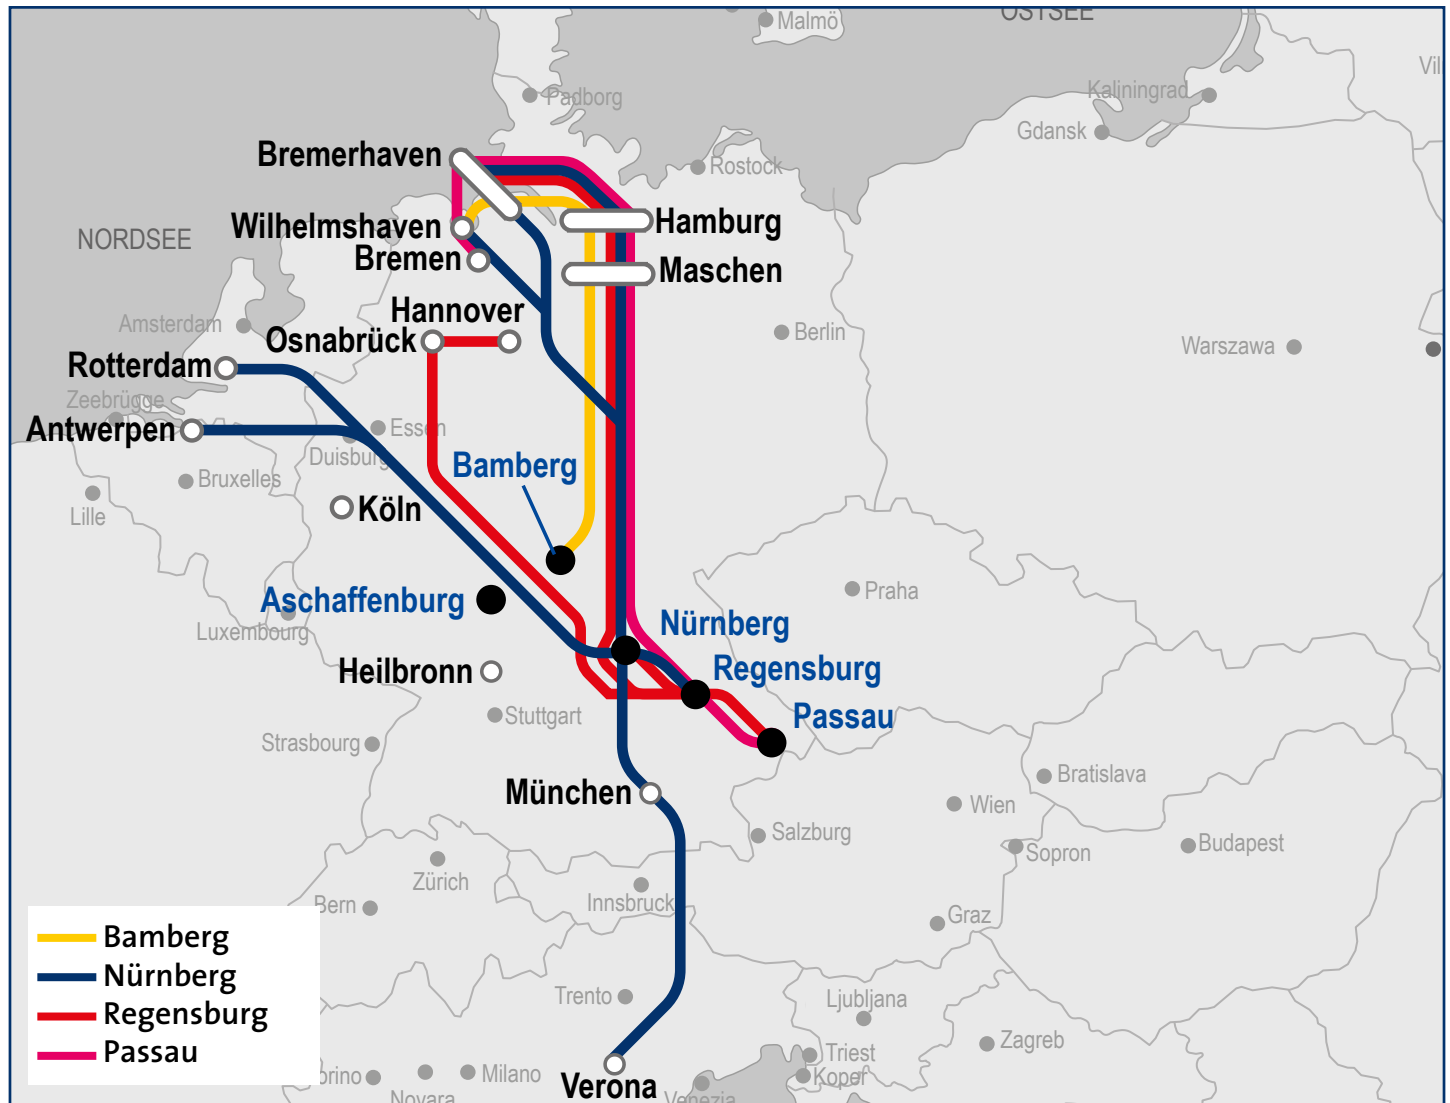 OSTSEE
Malmö
Vil
Padborg
Kaliningrad
Gdansk
Bremerhaven
Rostock
Wilhelmshaven
Hamburg
NORDSEE
Bremen
Maschen
Hannover
Amsterdam
Osnabrück
Berlin
Warszawa
Rotterdam
Zeebrügge
Antwerpen
Essen
Duisburg
Bamberg
Bruxelles
Lille
Köln
Praha
Aschaffenburg
Luxembourg
Nürnberg
Heilbronn
Regensburg
Stuttgart
Passau
Strasbourg
Bratislava
München
Wien
Salzburg
Budapest
Sopron
Zürich
Innsbruck
Bern
Graz
Bamberg
Nürnberg
Regensburg
Passau
Trento
Ljubljana
Zagreb
Triest
orino
Milano
Koper
Verona
Novara
Venezia